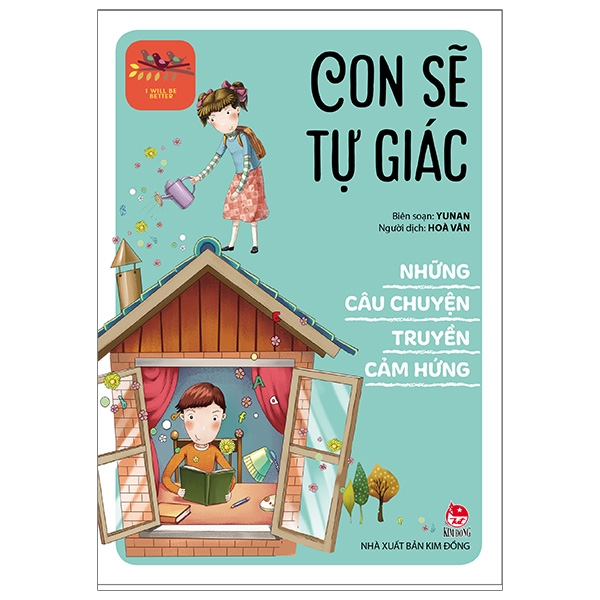 I WILL BE
BETTER
CON SẼ
TỰ GIÁC
Biên soạn: YUNAN
Người dịch: HOÀ VÂN
NHỮNG
CÂU CHUYỆN
TRUYỀN
CẢM HỨNG
KIM ĐỒNG
NHÀ XUẤT BẢN KIM ĐỒNG